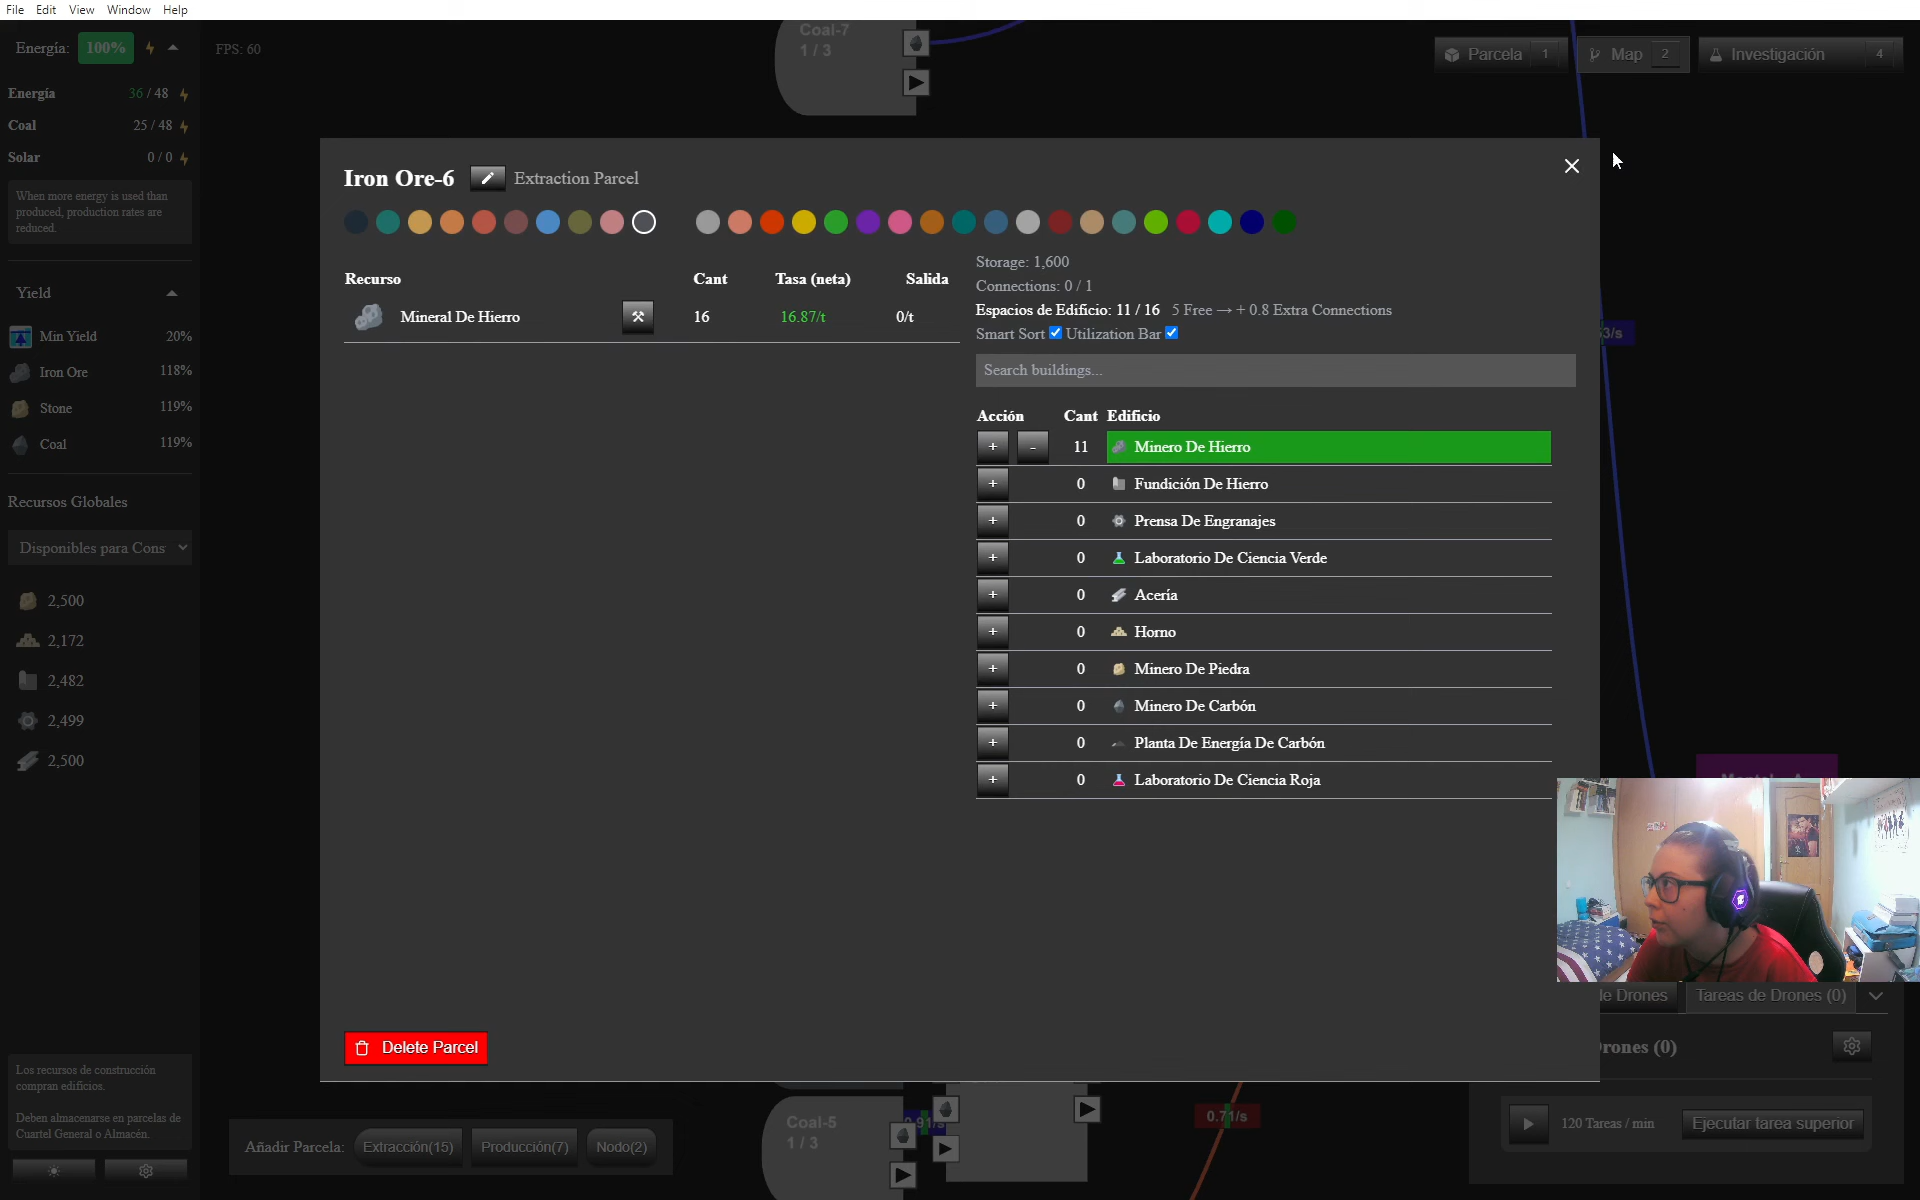 File Edit View Window Help
Energía: 100%
FPS: 60
Energía 36 / 48
Coal 25 / 48
Solar 0 / 0
When more energy is used than
produced, production rates are
reduced.
Yield
Min Yield 20%
Iron Ore 118%
Stone 119%
Coal 119%
Recursos Globales
Disponibles para Cons
2,500
2,172
2,482
2,499
2,500
Los recursos de construcción
compran edificios.
Deben almacenarse en parcelas de
Cuartel General o Almacén.
Coal-7
1 / 3
Parcela 1
Map 2
Investigación 4
Iron Ore-6 Extraction Parcel
Recurso Cant Tasa (neta) Salida
Mineral De Hierro 16 16.87/t 0/t
Storage: 1,600
Connections: 0 / 1
Espacios de Edificio: 11 / 16 5 Free → + 0.8 Extra Connections
Smart Sort Utilization Bar
Search buildings...
Acción Cant Edificio
+ - 11 Minero De Hierro
+ 0 Fundición De Hierro
+ 0 Prensa De Engranajes
+ 0 Laboratorio De Ciencia Verde
+ 0 Acería
+ 0 Horno
+ 0 Minero De Piedra
+ 0 Minero De Carbón
+ 0 Planta De Energía De Carbón
+ 0 Laboratorio De Ciencia Roja
Delete Parcel
3/s
de Drones Tareas de Drones (0)
Drones (0)
120 Tareas / min Ejecutar tarea superior
Coal-5
1 / 3
0.71/s
Añadir Parcela: Extracción(15) Producción(7) Nodo(2)